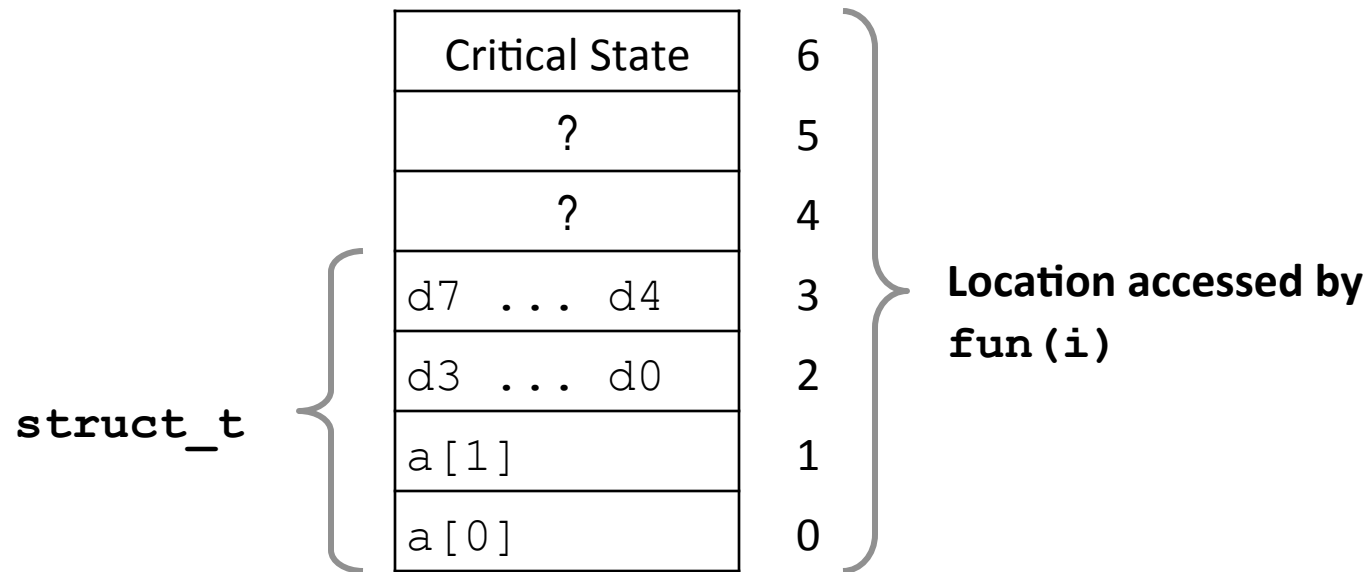 Critical State 6
? 5
? 4
d7 ... d4 3
d3 ... d0 2
a[1] 1
a[0] 0
struct_t
Location accessed by
fun(i)